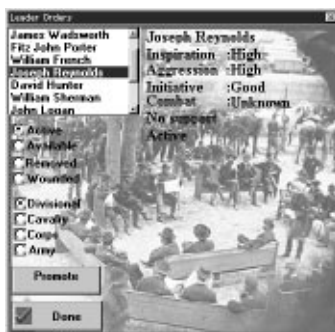 Leader Orders
James Wadsworth
Fitz John Porter
William French
Joseph Reynolds
David Hunter
William Sherman
John Logan
Active
Available
Removed
Wounded
Divisional
Cavalry
Corps
Army
Promote
Done
Joseph Reynolds
Inspiration :High
Aggression :High
Initiative :Good
Combat :Unknown
No support
Active